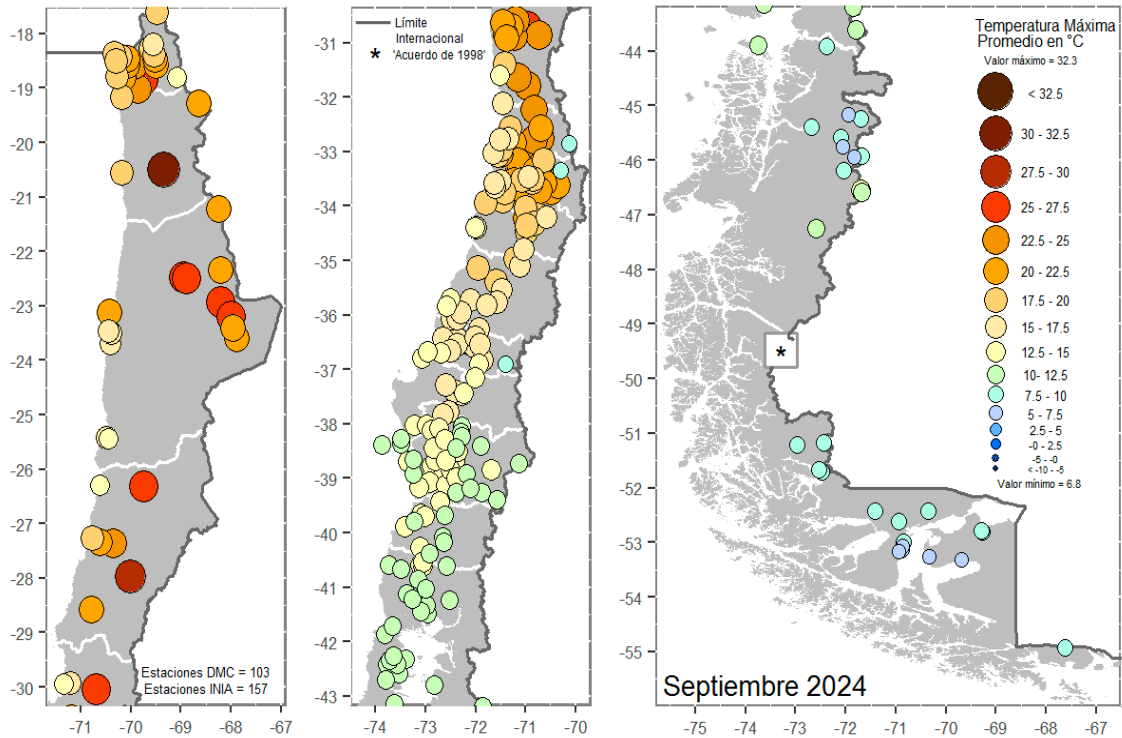 -18
-19
-20
-21
-22
-23
-24
-25
-26
-27
-28
-29
-30
-71
-70
-69
-68
-67
Estaciones DMC = 103
Estaciones INIA = 157
Límite
Internacional
* 'Acuerdo de 1998'
-31
-32
-33
-34
-35
-36
-37
-38
-39
-40
-41
-42
-43
-74
-73
-72
-71
-70
-44
-45
-46
-47
-48
-49
-50
-51
-52
-53
-54
-55
-75
-74
-73
-72
-71
-70
-69
-68
-67
*
Septiembre 2024
Temperatura Máxima
Promedio en °C
Valor máximo = 32.3
< 32.5
30 - 32.5
27.5 - 30
25 - 27.5
22.5 - 25
20 - 22.5
17.5 - 20
15 - 17.5
12.5 - 15
10- 12.5
7.5 - 10
5 - 7.5
2.5 - 5
-0 - 2.5
-5 - -0
< -10 - -5
Valor mínimo = 6.8